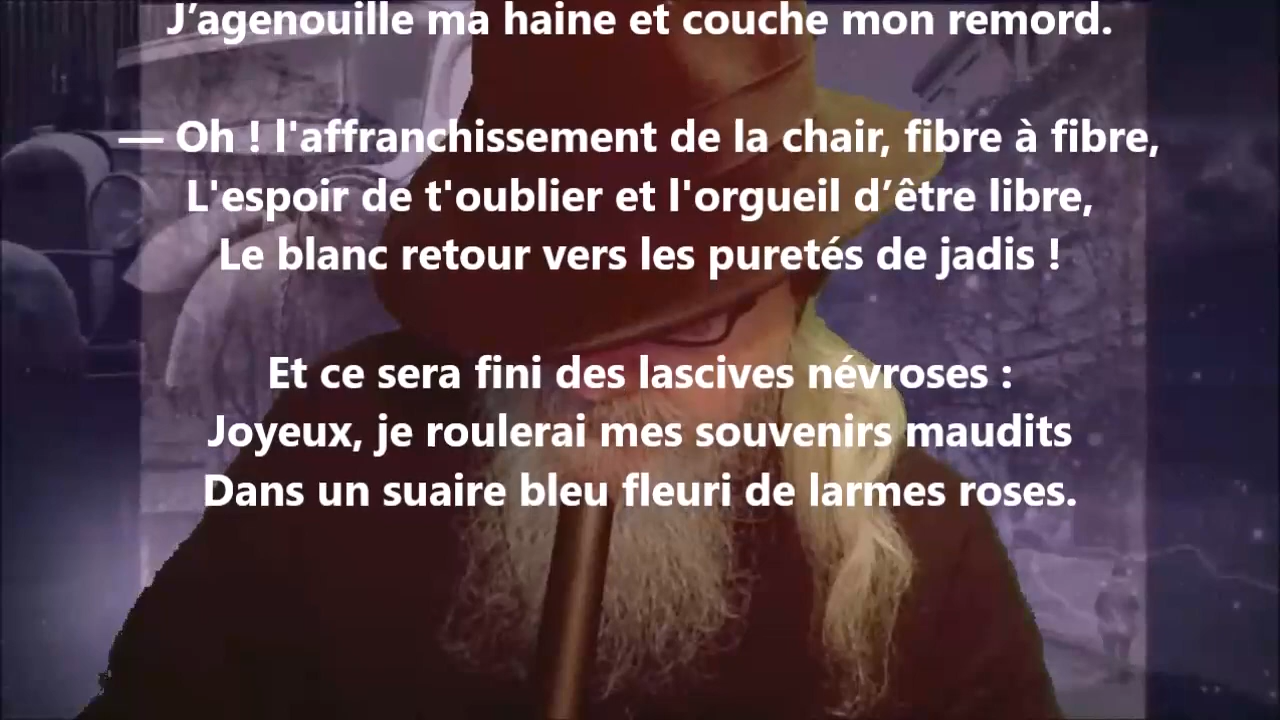 J’agenouille ma haine et couche mon remord.
— Oh ! l'affranchissement de la chair, fibre à fibre,
L'espoir de t'oublier et l'orgueil d’être libre,
Le blanc retour vers les puretés de jadis !
Et ce sera fini des lascives névroses :
Joyeux, je roulerai mes souvenirs maudits
Dans un suaire bleu fleuri de larmes roses.